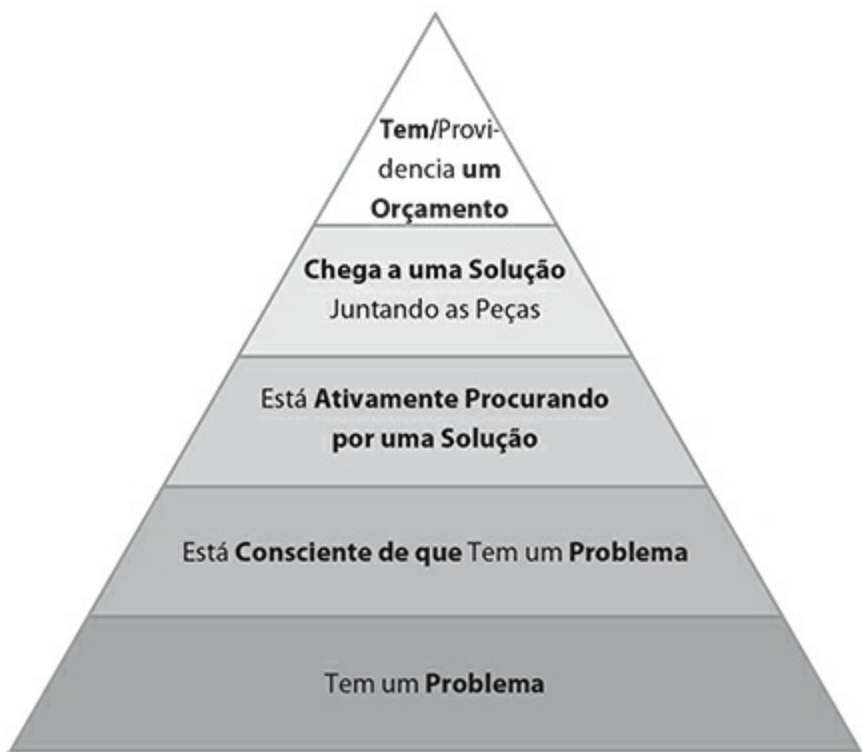 Tem/Provi-
dencia um
Orçamento
Chega a uma Solução
Juntando as Peças
Está Ativamente Procurando
por uma Solução
Está Consciente de que Tem um Problema
Tem um Problema